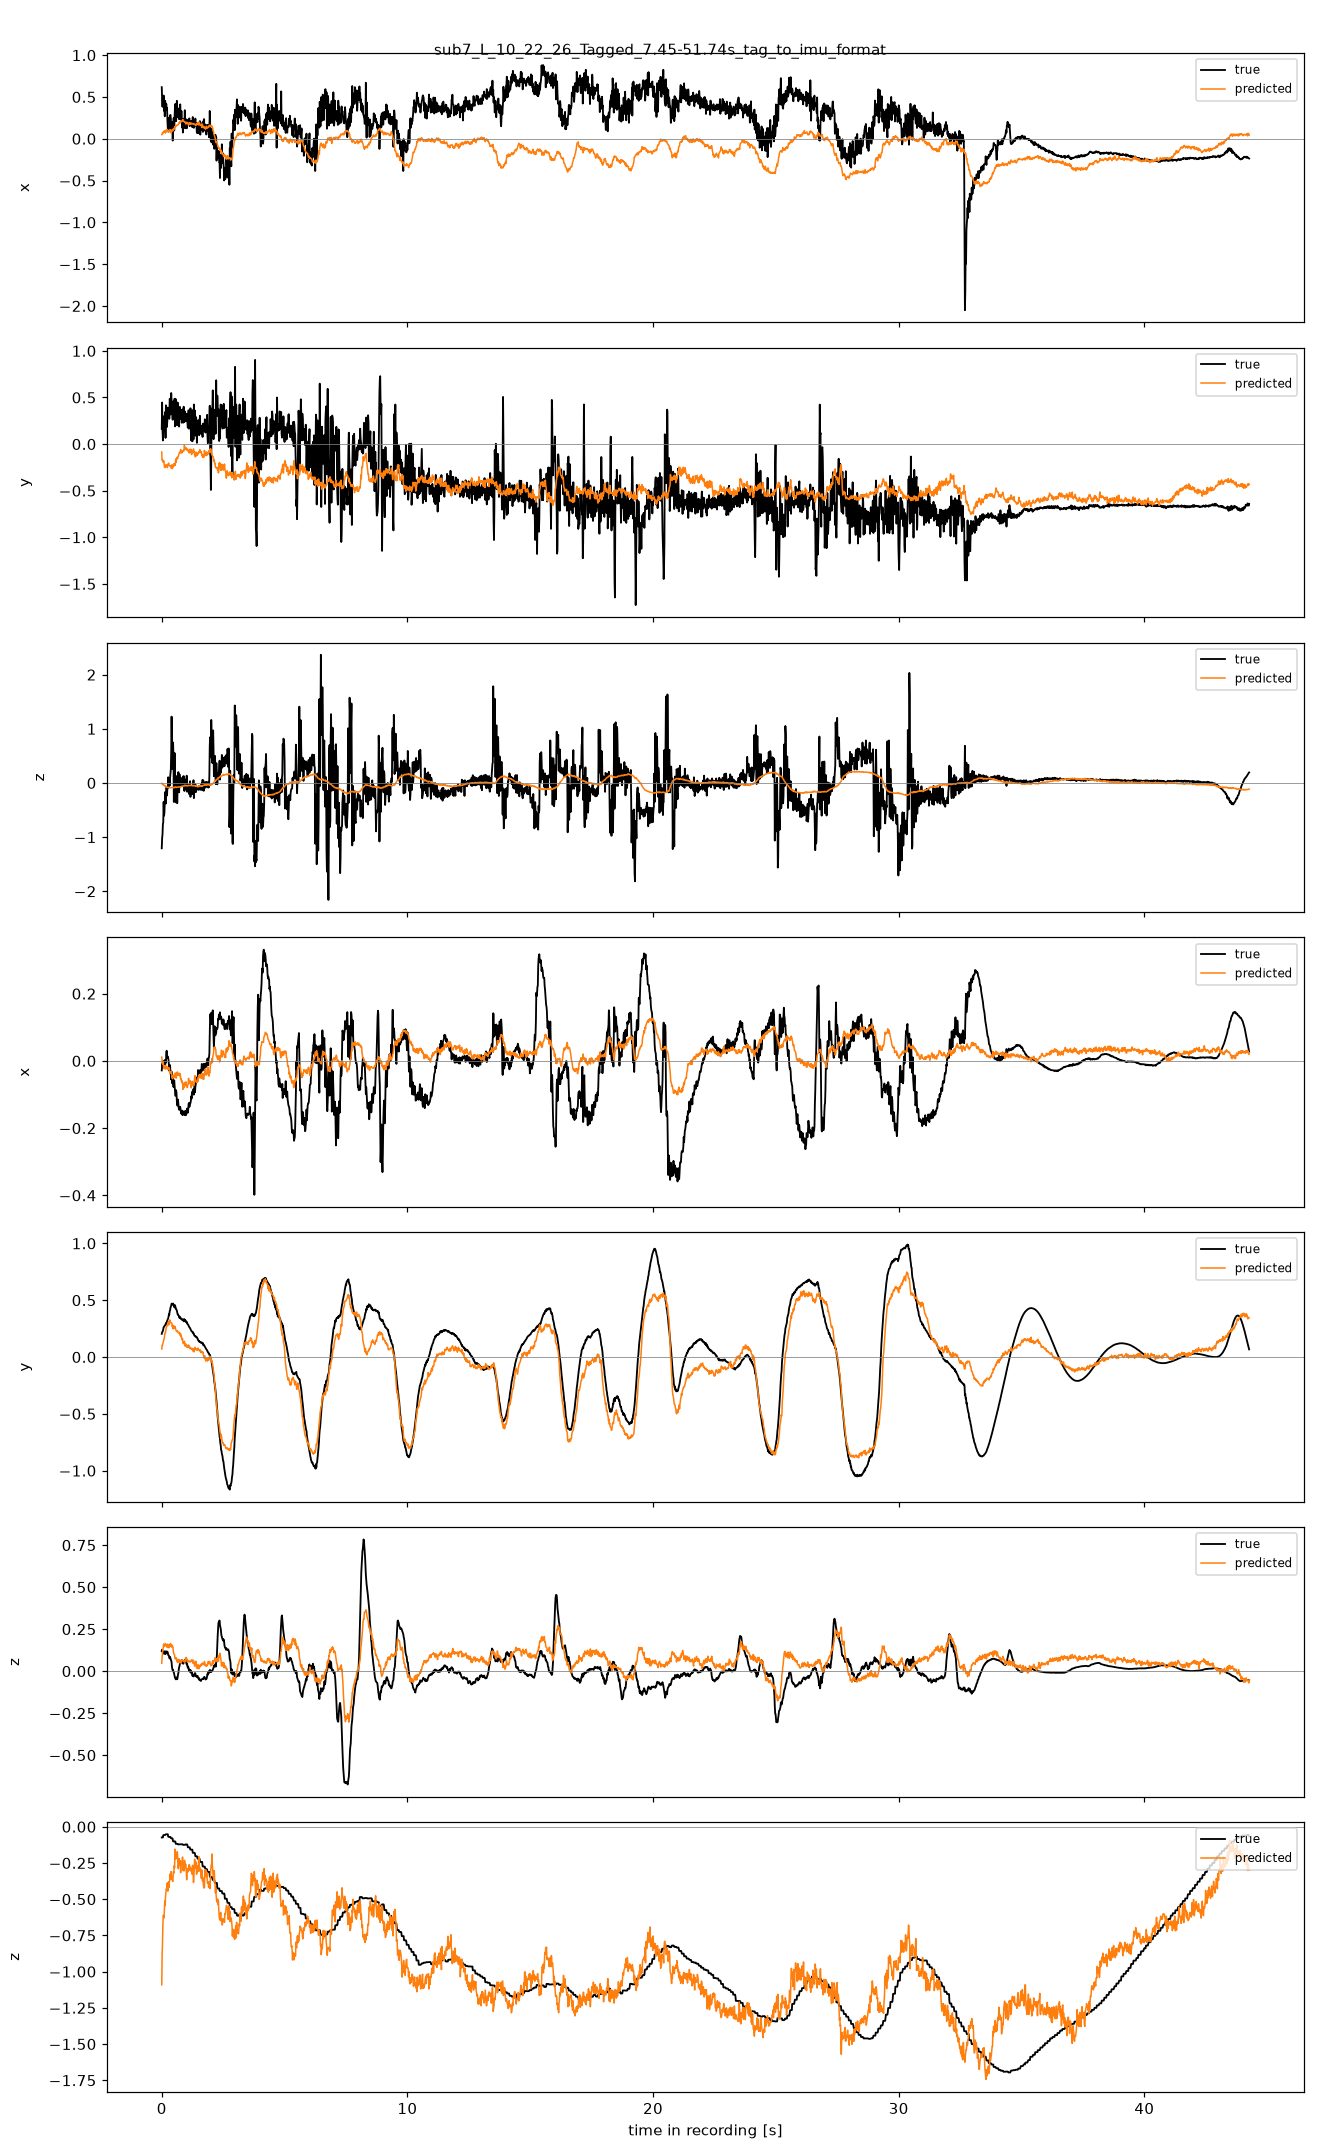 sub7_L_10_22_26_Tagged_7.45-51.74s_tag_to_imu_format
1.0
0.5
0.0
−0.5
−1.0
−1.5
−2.0
x
true
predicted
1.0
0.5
0.0
−0.5
−1.0
−1.5
y
true
predicted
2
1
0
−1
−2
z
true
predicted
0.2
0.0
−0.2
−0.4
x
true
predicted
1.0
0.5
0.0
−0.5
−1.0
y
true
predicted
0.75
0.50
0.25
0.00
−0.25
−0.50
z
true
predicted
0.00
−0.25
−0.50
−0.75
−1.00
−1.25
−1.50
−1.75
z
true
predicted
0 10 20 30 40
time in recording [s]